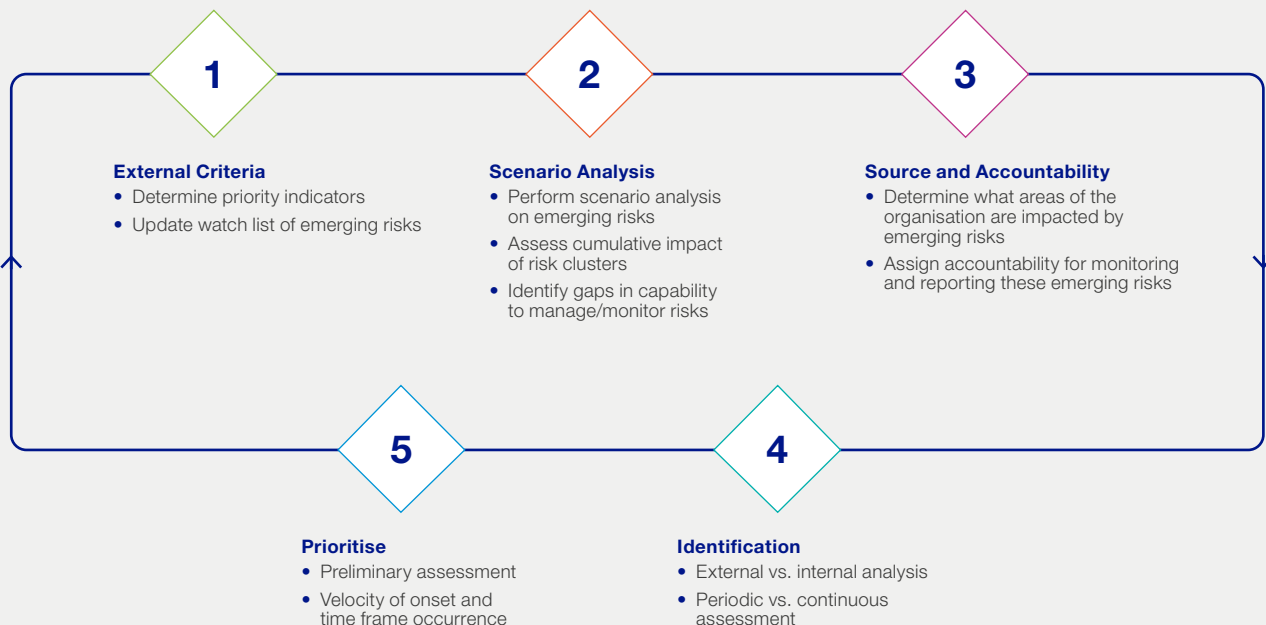 1
2
3
External Criteria
• Determine priority indicators
• Update watch list of emerging risks
Scenario Analysis
• Perform scenario analysis
on emerging risks
• Assess cumulative impact
of risk clusters
• Identify gaps in capability
to manage/monitor risks
Source and Accountability
• Determine what areas of the
organisation are impacted by
emerging risks
• Assign accountability for monitoring
and reporting these emerging risks
5
4
Prioritise
• Preliminary assessment
• Velocity of onset and
time frame occurrence
Identification
• External vs. internal analysis
• Periodic vs. continuous
assessment